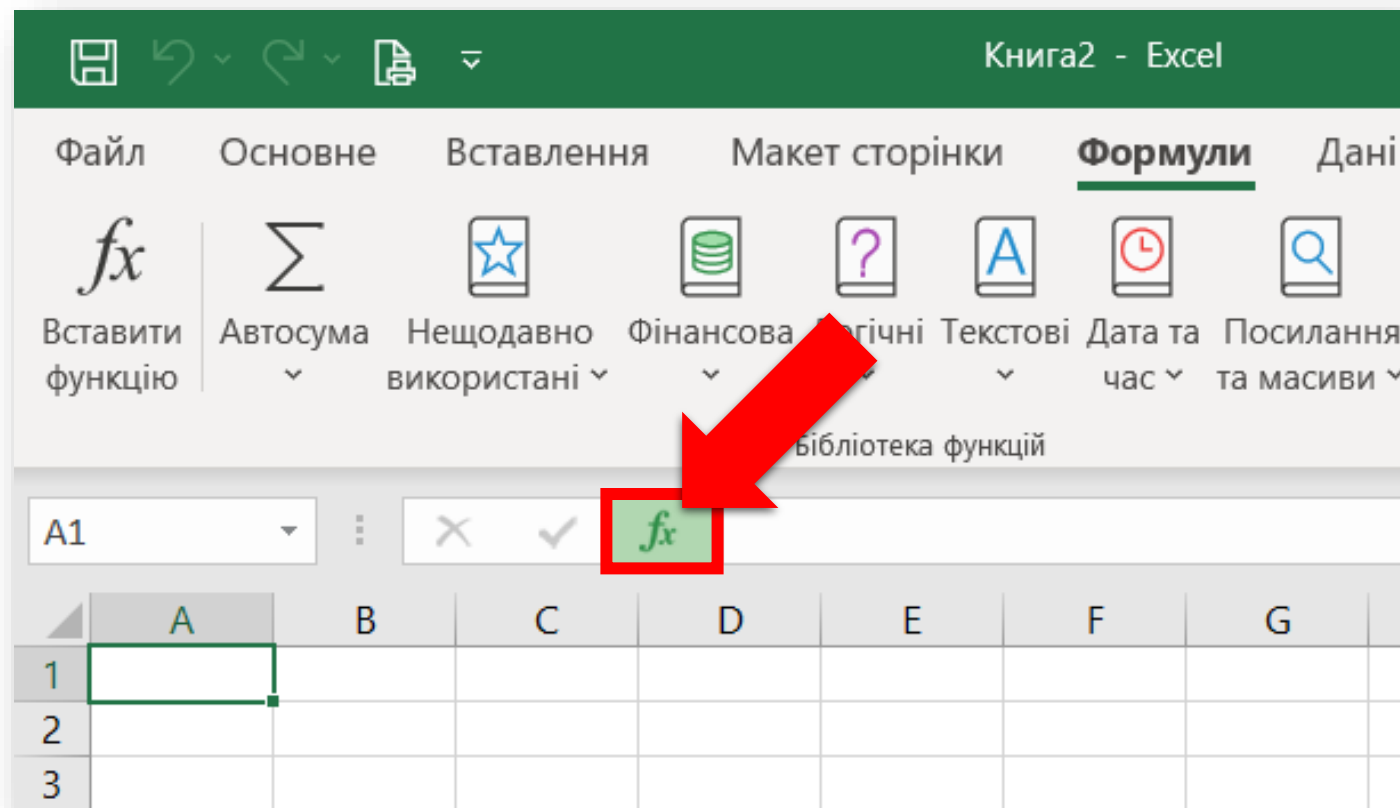 Книга2 - Excel
Файл Основне Вставлення Макет сторінки Формули Дані
fx
Вставити Автосума Нещодавно Фінансова Текстові Дата та Посилання
функцію використані час та масиви
Бібліотека функцій
A1 fx
A B C D E F G
1
2
3